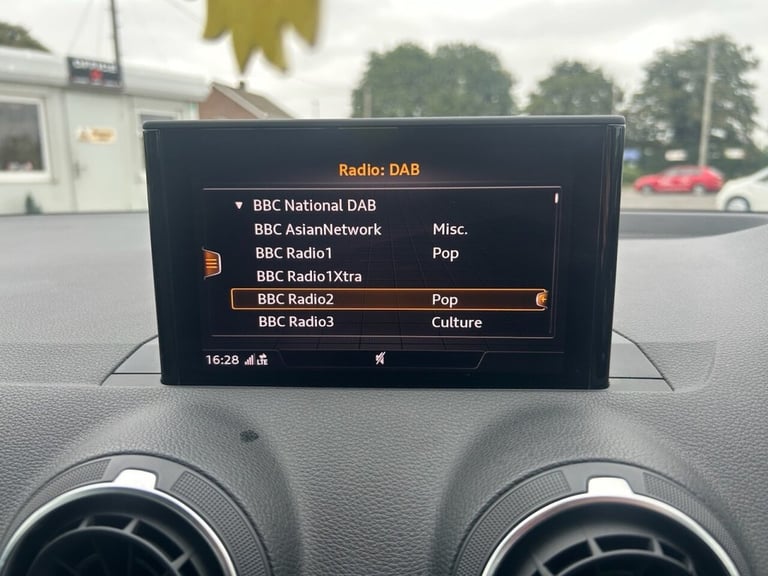 Radio: DAB
BBC National DAB
BBC AsianNetwork Misc.
BBC Radio1 Pop
BBC Radio1Xtra
BBC Radio2 Pop
BBC Radio3 Culture
16:28 LTE